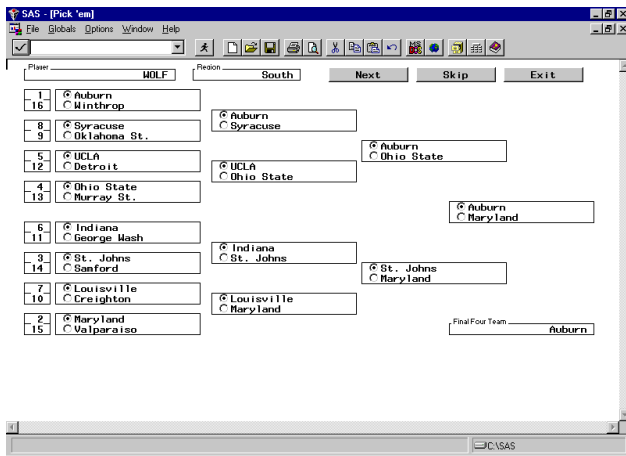 SAS - [Pick 'em]
File Globals Options Window Help
Player WOLF
Region South
Next Skip Exit
1 Auburn
16 Winthrop
8 Syracuse
9 Oklahoma St.
5 UCLA
12 Detroit
4 Ohio State
13 Murray St.
6 Indiana
11 George Wash
3 St. Johns
14 Samford
7 Louisville
10 Creighton
2 Maryland
15 Valparaiso
Auburn
Syracuse
UCLA
Ohio State
Indiana
St. Johns
Louisville
Maryland
Auburn
Ohio State
St. Johns
Maryland
Auburn
Maryland
Final Four Team
Auburn
C:\SAS